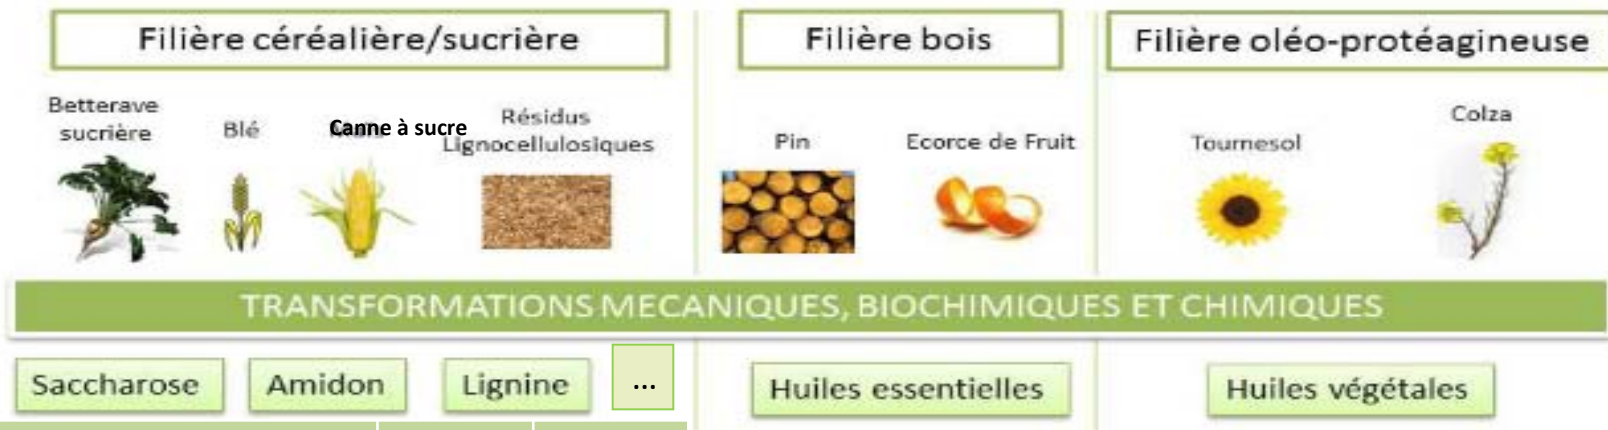 Filière céréalière/sucrière
Filière bois
Filière oléo-protéagineuse
Betterave
sucrière
Blé
Canne à sucre
Résidus
Lignocellulosiques
Pin
Ecorce de Fruit
Tournesol
Colza
TRANSFORMATIONS MECANIQUES, BIOCHIMIQUES ET CHIMIQUES
Saccharose
Amidon
Lignine
...
Huiles essentielles
Huiles végétales